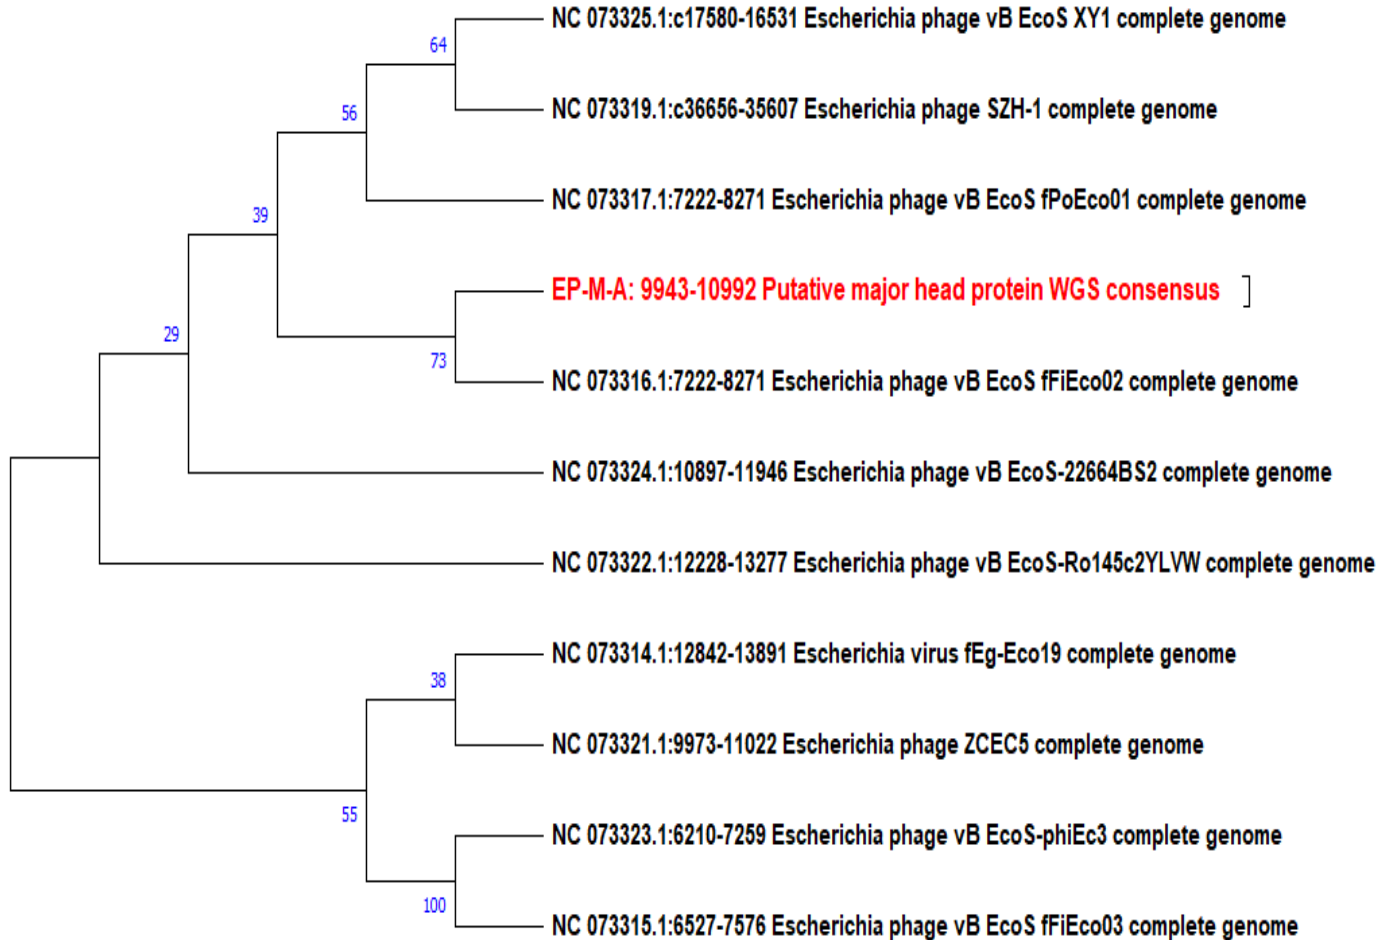 NC 073325.1:c17580-16531 Escherichia phage vB EcoS XY1 complete genome
64
NC 073319.1:c36656-35607 Escherichia phage SZH-1 complete genome
56
NC 073317.1:7222-8271 Escherichia phage vB EcoS fPoEco01 complete genome
39
EP-M-A: 9943-10992 Putative major head protein WGS consensus
29
73
NC 073316.1:7222-8271 Escherichia phage vB EcoS fFiEco02 complete genome
NC 073324.1:10897-11946 Escherichia phage vB EcoS-22664BS2 complete genome
NC 073322.1:12228-13277 Escherichia phage vB EcoS-Ro145c2YLVW complete genome
NC 073314.1:12842-13891 Escherichia virus fEg-Eco19 complete genome
38
NC 073321.1:9973-11022 Escherichia phage ZCEC5 complete genome
55
NC 073323.1:6210-7259 Escherichia phage vB EcoS-phiEc3 complete genome
100
NC 073315.1:6527-7576 Escherichia phage vB EcoS fFiEco03 complete genome